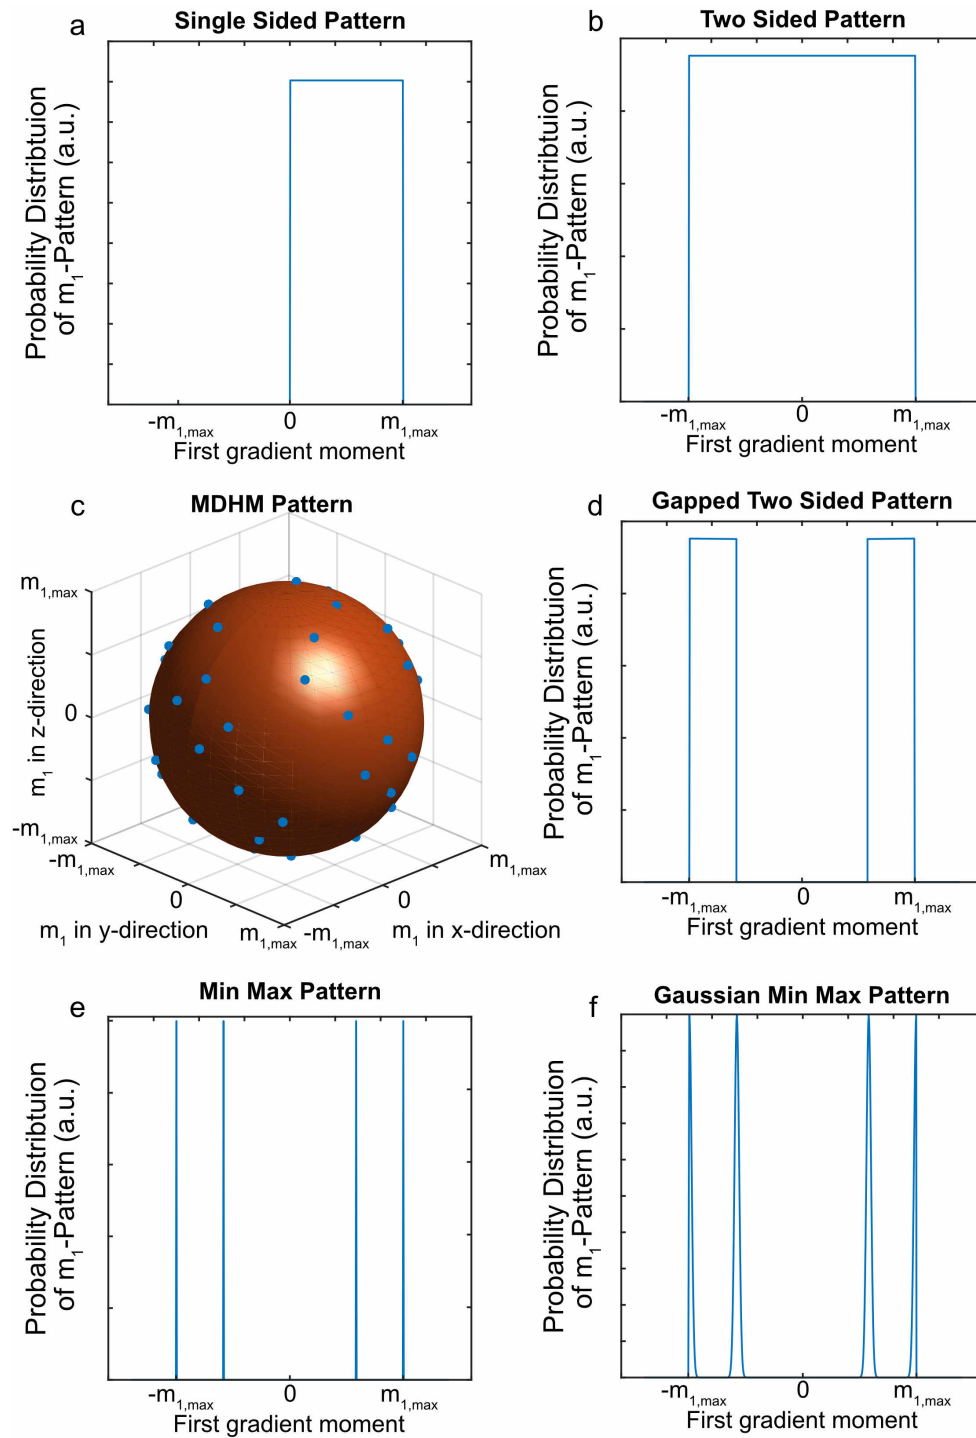 a
Single Sided Pattern
Probability Distribtuion
of m1-Pattern (a.u.)
-m1,max 0 m1,max
First gradient moment
b
Two Sided Pattern
Probability Distribtuion
of m1-Pattern (a.u.)
-m1,max 0 m1,max
First gradient moment
c
MDHM Pattern
m1 in z-direction
m1,max
0
-m1,max
-m1,max
0
m1,max
m1 in y-direction
-m1,max
0
m1,max
m1 in x-direction
d
Gapped Two Sided Pattern
Probability Distribtuion
of m1-Pattern (a.u.)
-m1,max 0 m1,max
First gradient moment
e
Min Max Pattern
Probability Distribtuion
of m1-Pattern (a.u.)
-m1,max 0 m1,max
First gradient moment
f
Gaussian Min Max Pattern
Probability Distribtuion
of m1-Pattern (a.u.)
-m1,max 0 m1,max
First gradient moment